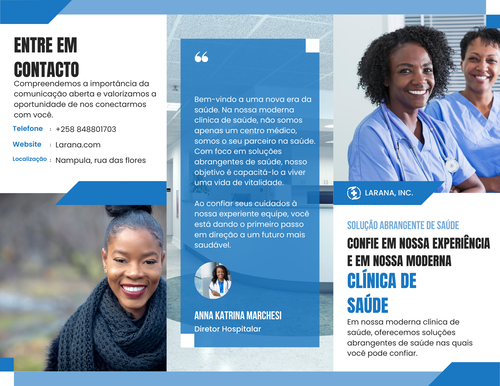 ENTRE EM
CONTACTO
Compreendemos a importância da
comunicação aberta e valorizamos a
oportunidade de nos conectarmos
com você.
Telefone : +258 848801703
Website : Larana.com
Localização : Nampula, rua das flores
“
Bem-vindo a uma nova era da
saúde. Na nossa moderna
clínica de saúde, não somos
apenas um centro médico,
somos o seu parceiro na saúde.
Com foco em soluções
abrangentes de saúde, nosso
objetivo é capacitá-lo a viver
uma vida de vitalidade.
Ao confiar seus cuidados à
nossa experiente equipe, você
está dando o primeiro passo
em direção a um futuro mais
saudável.
ANNA KATRINA MARCHESI
Diretor Hospitalar
LARANA, INC.
SOLUÇÃO ABRANGENTE DE SAÚDE
CONFIE EM NOSSA EXPERIÊNCIA
E EM NOSSA MODERNA
CLÍNICA DE
SAÚDE
Em nossa moderna clínica de
saúde, oferecemos soluções
abrangentes de saúde nas quais
você pode confiar.